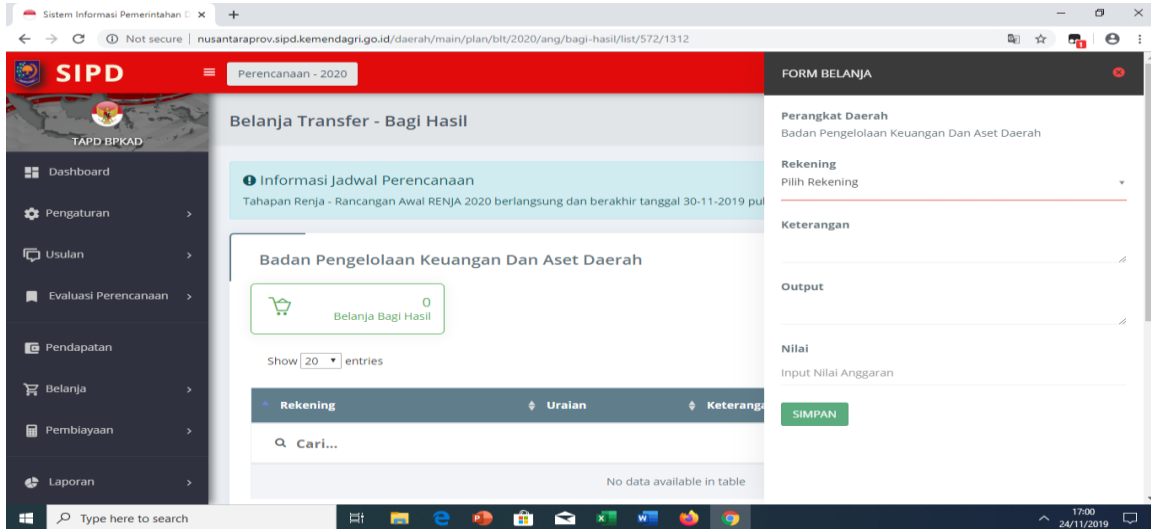 Sistem Informasi Pemerintahan D
Not secure | nusantaraprov.sipd.kemendagri.go.id/daerah/main/plan/blt/2020/ang/bagi-hasil/list/572/1312
SIPD
Perencanaan - 2020
TAPD BPKAD
Dashboard
Pengaturan
Usulan
Evaluasi Perencanaan
Pendapatan
Belanja
Pembiayaan
Laporan
Belanja Transfer - Bagi Hasil
Informasi Jadwal Perencanaan
Tahapan Renja - Rancangan Awal RENJA 2020 berlangsung dan berakhir tanggal 30-11-2019 pu
Badan Pengelolaan Keuangan Dan Aset Daerah
0
Belanja Bagi Hasil
Show 20 entries
Rekening Uraian Keteranga
Cari...
No data available in table
FORM BELANJA
Perangkat Daerah
Badan Pengelolaan Keuangan Dan Aset Daerah
Rekening
Pilih Rekening
Keterangan
Output
Nilai
Input Nilai Anggaran
SIMPAN
Type here to search
17:00
24/11/2019